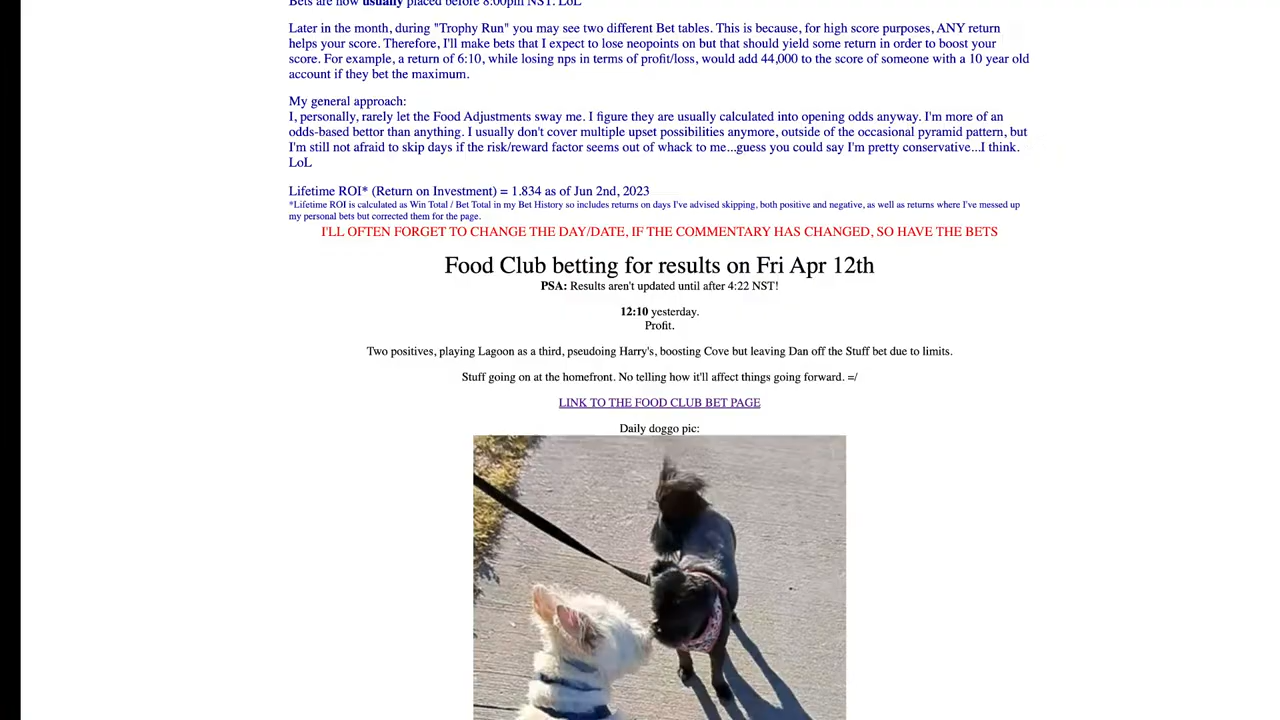 Bets are now usually placed before 8:00pm NST. LoL
Later in the month, during "Trophy Run" you may see two different Bet tables. This is because, for high score purposes, ANY return
helps your score. Therefore, I'll make bets that I expect to lose neopoints on but that should yield some return in order to boost your
score. For example, a return of 6:10, while losing nps in terms of profit/loss, would add 44,000 to the score of someone with a 10 year old
account if they bet the maximum.
My general approach:
I, personally, rarely let the Food Adjustments sway me. I figure they are usually calculated into opening odds anyway. I'm more of an
odds-based bettor than anything. I usually don't cover multiple upset possibilities anymore, outside of the occasional pyramid pattern, but
I'm still not afraid to skip days if the risk/reward factor seems out of whack to me...guess you could say I'm pretty conservative...I think.
LoL
Lifetime ROI* (Return on Investment) = 1.834 as of Jun 2nd, 2023
*Lifetime ROI is calculated as Win Total / Bet Total in my Bet History so includes returns on days I've advised skipping, both positive and negative, as well as returns where I've messed up
my personal bets but corrected them for the page.
I'LL OFTEN FORGET TO CHANGE THE DAY/DATE, IF THE COMMENTARY HAS CHANGED, SO HAVE THE BETS
Food Club betting for results on Fri Apr 12th
PSA: Results aren't updated until after 4:22 NST!
12:10 yesterday.
Profit.
Two positives, playing Lagoon as a third, pseudoing Harry's, boosting Cove but leaving Dan off the Stuff bet due to limits.
Stuff going on at the homefront. No telling how it'll affect things going forward. =/
LINK TO THE FOOD CLUB BET PAGE
Daily doggo pic: